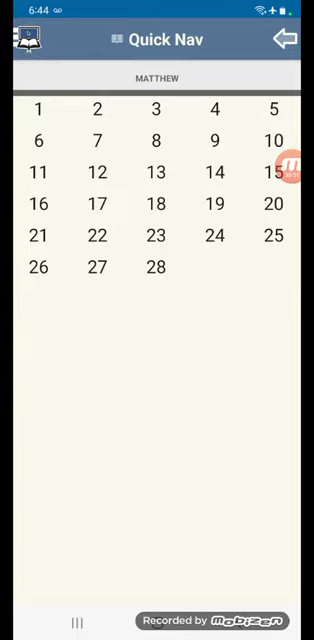 6:44
Quick Nav
MATTHEW
1 2 3 4 5
6 7 8 9 10
11 12 13 14 15
16 17 18 19 20
21 22 23 24 25
26 27 28
Recorded by mobizen